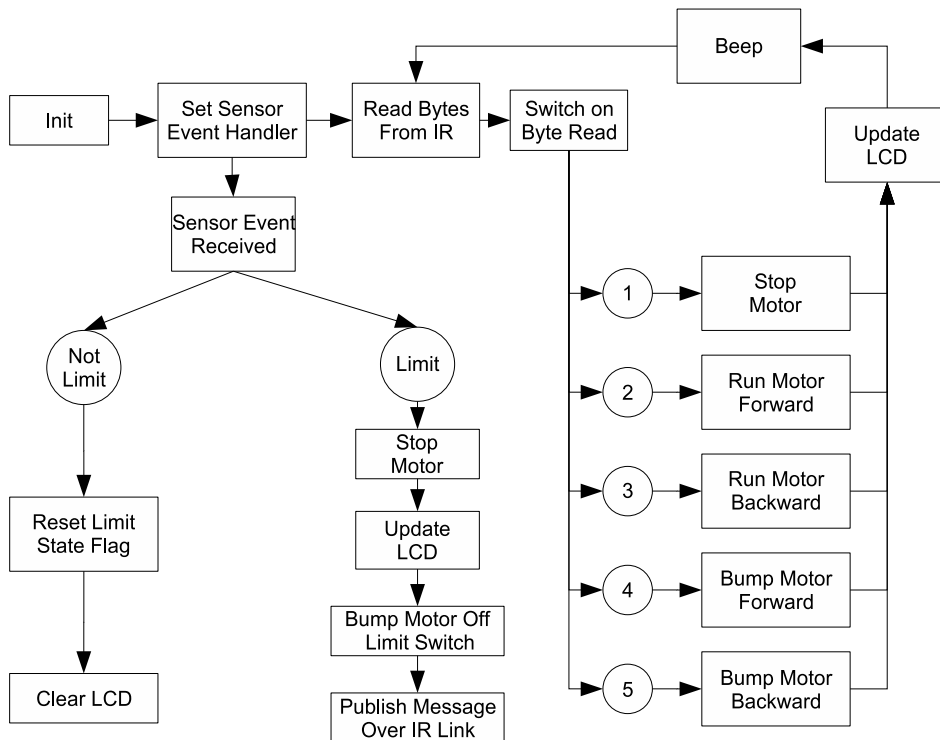 Beep
Init
Set Sensor
Event Handler
Read Bytes
From IR
Switch on
Byte Read
Update
LCD
Sensor Event
Received
1
Stop
Motor
Not
Limit
Limit
2
Run Motor
Forward
Stop
Motor
3
Run Motor
Backward
Reset Limit
State Flag
Update
LCD
4
Bump Motor
Forward
Bump Motor Off
Limit Switch
5
Bump Motor
Backward
Clear LCD
Publish Message
Over IR Link